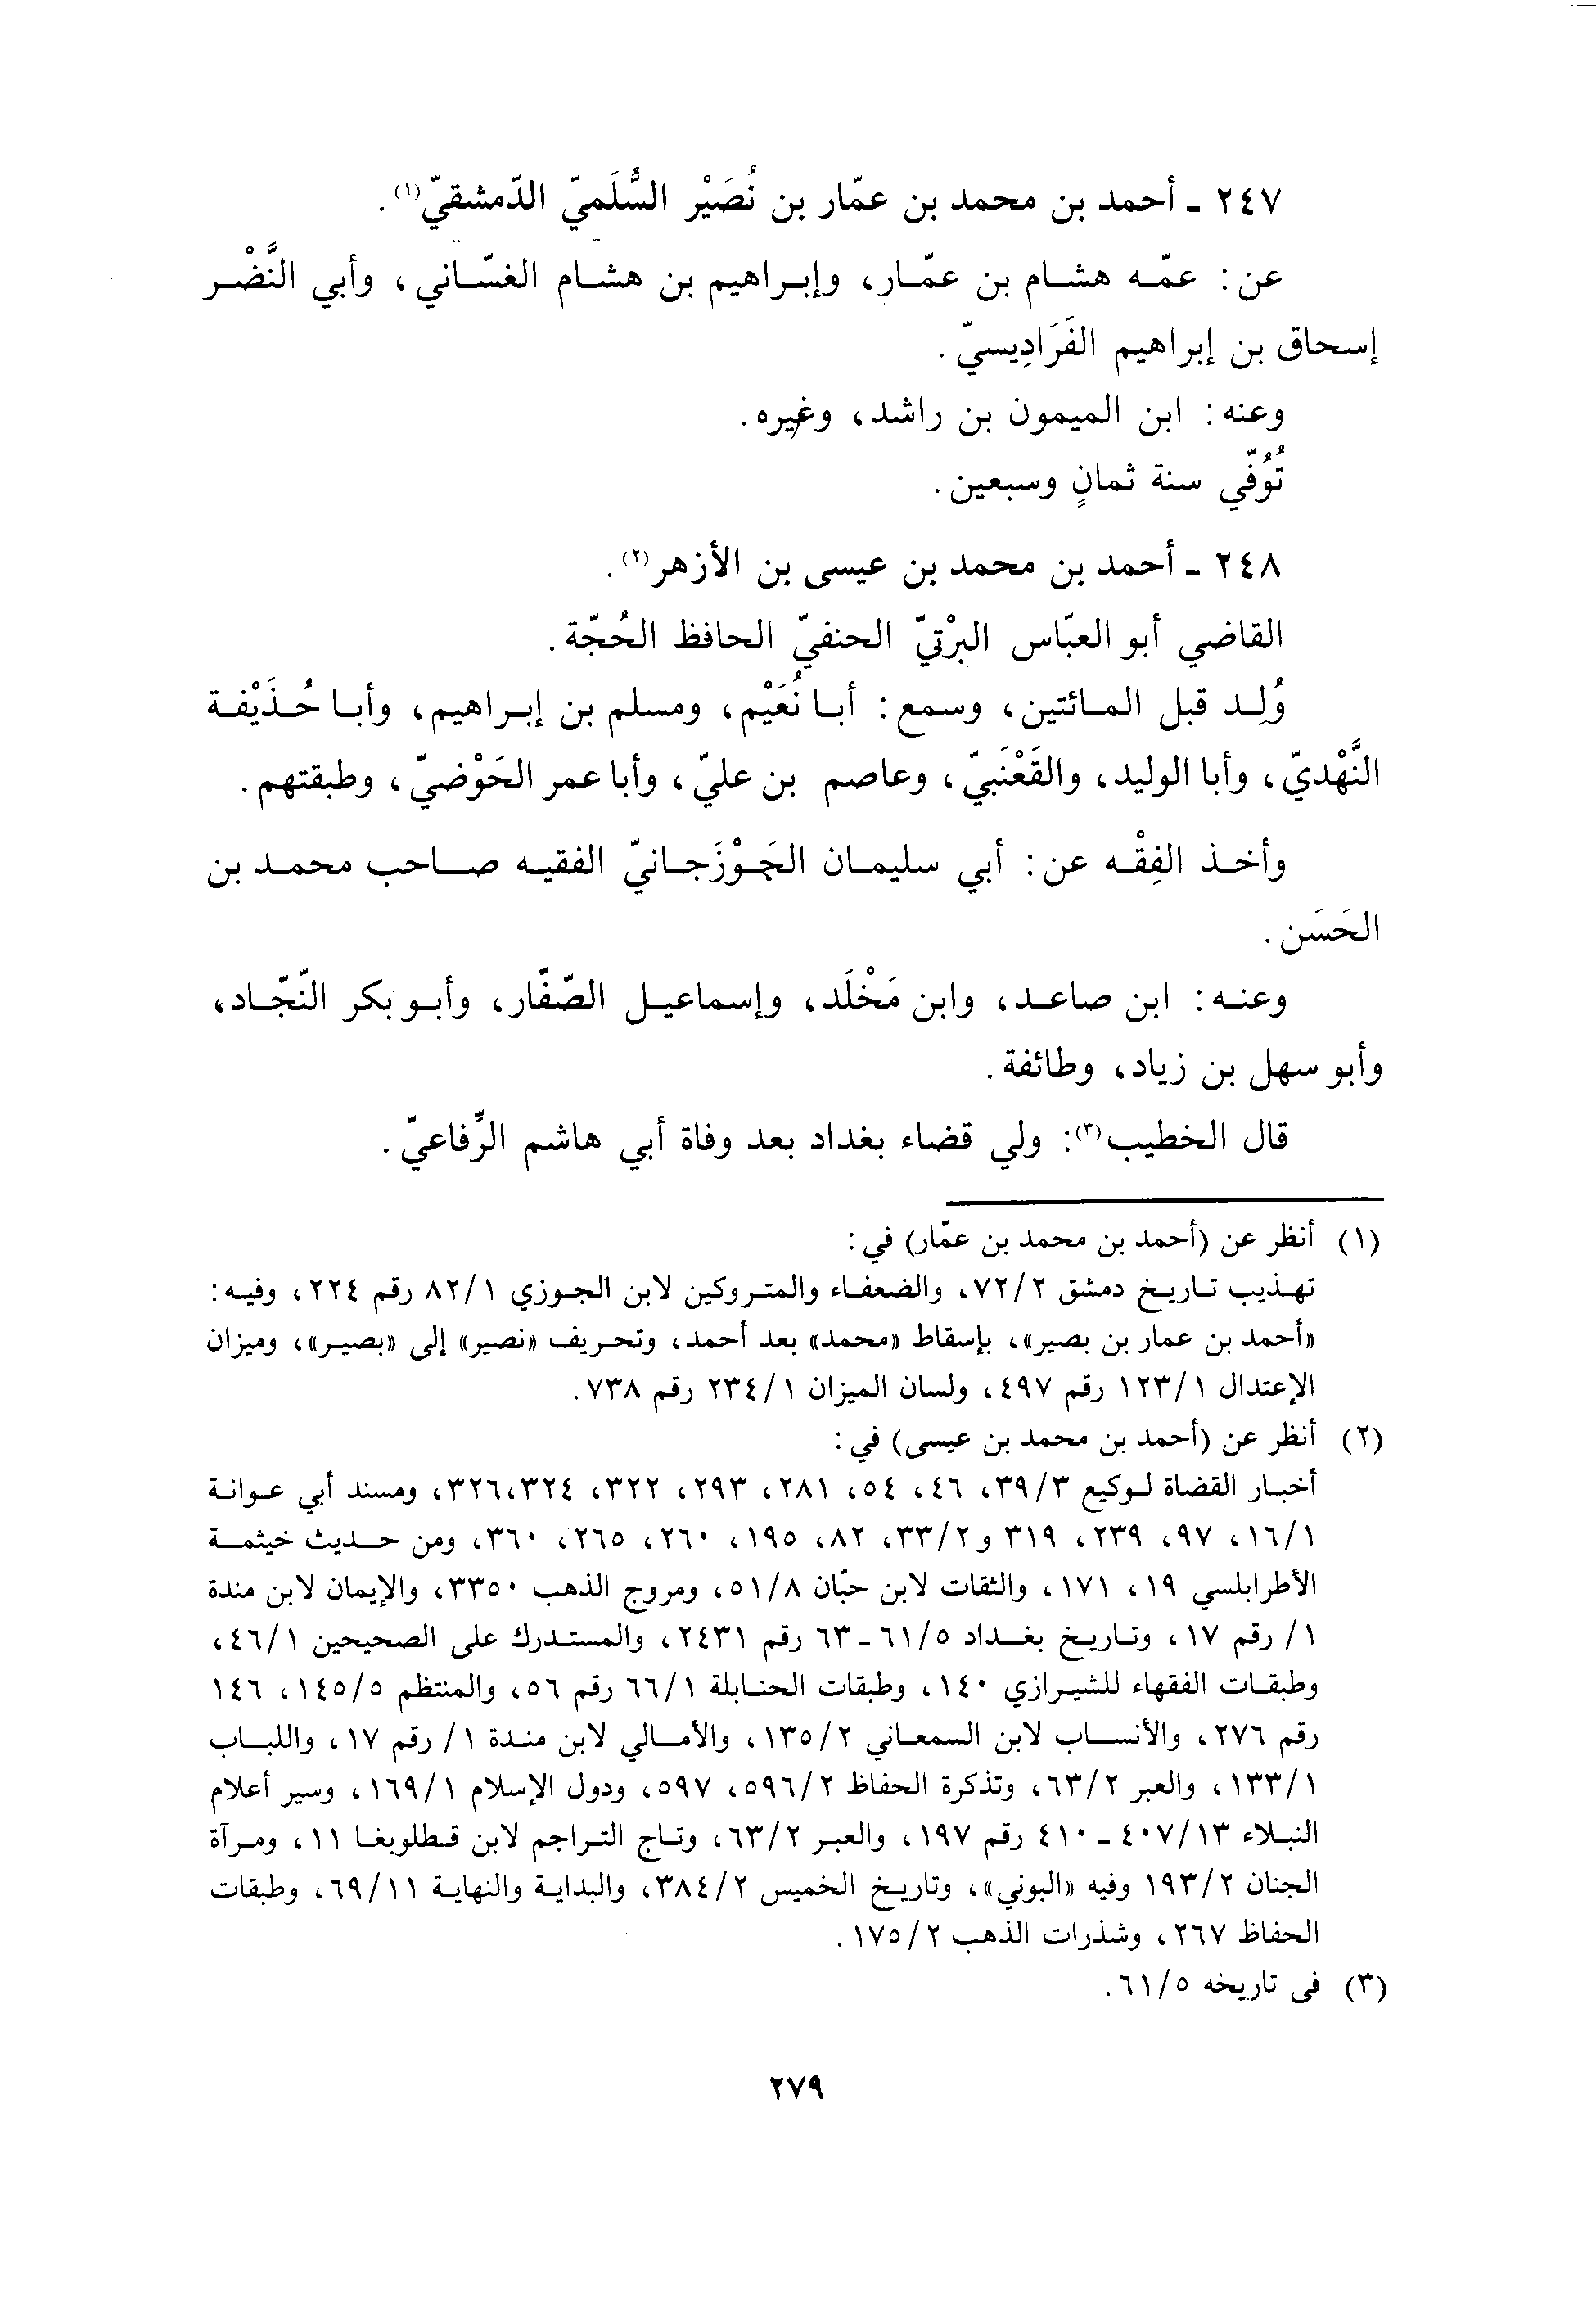 ٢٤٧ - أحمد بن محمد بن عمّار بن نُصَيْر السُّلَميّ الدّمشقيّ(١).
عن: عمّه هشام بن عمّار، وإبراهيم بن هشام الغسّاني، وأبي النَّضْر
إسحاق بن إبراهيم الفَرَادِيسيّ.
وعنه: ابن الميمون بن راشد، وغيره.
تُوُفّي سنة ثمانٍ وسبعين.
٢٤٨ - أحمد بن محمد بن عيسى بن الأزهر(٢).
القاضي أبو العبّاس البرْتيّ الحنفيّ الحافظ الحُجّة.
وُلِد قبل المائتين، وسمع: أبا نُعَيْم، ومسلم بن إبراهيم، وأبا حُذَيْفة
النَّهْديّ، وأبا الوليد، والقَعْنَبيّ، وعاصم بن عليّ، وأبا عمر الحَوْضيّ، وطبقتهم.
وأخذ الفِقْه عن: أبي سليمان الجَوْزَجانيّ الفقيه صاحب محمد بن
الحَسَن.
وعنه: ابن صاعد، وابن مَخْلَد، وإسماعيل الصّفّار، وأبو بكر النّجّاد،
وأبو سهل بن زياد، وطائفة.
قال الخطيب(٣): ولي قضاء بغداد بعد وفاة أبي هاشم الرِّفاعيّ.
(١) أنظر عن (أحمد بن محمد بن عمّار) في:
تهذيب تاريخ دمشق ٧٢/٢، والضعفاء والمتروكين لابن الجوزي ٨٢/١ رقم ٢٢٤، وفيه:
«أحمد بن عمار بن بصير»، بإسقاط «محمد» بعد أحمد، وتحريف «نصير» إلى «بصير»، وميزان
الإعتدال ١٢٣/١ رقم ٤٩٧، ولسان الميزان ٢٣٤/١ رقم ٧٣٨.
(٢) أنظر عن (أحمد بن محمد بن عيسى) في:
أخبار القضاة لوكيع ٣٩/٣، ٤٦، ٥٤، ٢٨١، ٢٩٣، ٣٢٢، ٣٢٤،٣٢٦، ومسند أبي عوانة
١٦/١، ٩٧، ٢٣٩، ٣١٩ و٣٣/٢، ٨٢، ١٩٥، ٢٦٠، ٢٦٥، ٣٦٠، ومن حديث خيثمة
الأطرابلسي ١٩، ١٧١، والثقات لابن حبّان ٥١/٨، ومروج الذهب ٣٣٥٠، والإيمان لابن مندة
١/ رقم ١٧، وتاريخ بغداد ٦١/٥ - ٦٣ رقم ٢٤٣١، والمستدرك على الصحيحين ٤٦/١،
وطبقات الفقهاء للشيرازي ١٤٠، وطبقات الحنابلة ٦٦/١ رقم ٥٦، والمنتظم ١٤٥/٥، ١٤٦
رقم ٢٧٦، والأنساب لابن السمعاني ١٣٥/٢، والأمالي لابن مندة ١/ رقم ١٧، واللباب
١٣٣/١، والعبر ٦٣/٢، وتذكرة الحفاظ ٥٩٦/٢، ٥٩٧، ودول الإسلام ١٦٩/١، وسير أعلام
النبلاء ٤٠٧/١٣ - ٤١٠ رقم ١٩٧، والعبر ٦٣/٢، وتاج التراجم لابن قطلوبغا ١١، ومرآة
الجنان ١٩٣/٢ وفيه «البوني»، وتاريخ الخميس ٣٨٤/٢، والبداية والنهاية ٦٩/١١، وطبقات
الحفاظ ٢٦٧، وشذرات الذهب ١٧٥/٢.
(٣) في تاريخه ٦١/٥.
٢٧٩